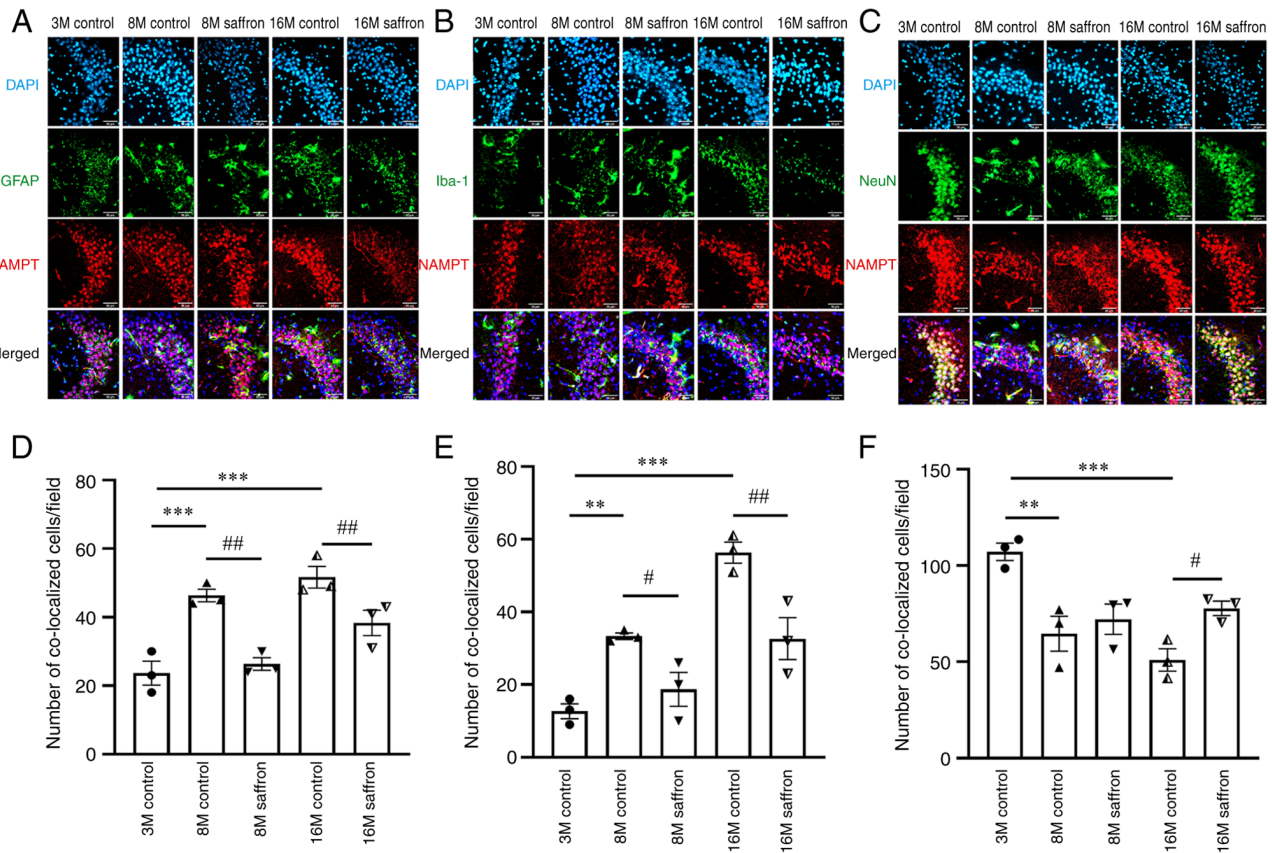 A
3M control 8M control 8M saffron 16M control 16M saffron
DAPI
GFAP
AMPT
Merged
B
3M control 8M control 8M saffron 16M control 16M saffron
DAPI
Iba-1
NAMPT
Merged
C
3M control 8M control 8M saffron 16M control 16M saffron
DAPI
NeuN
NAMPT
Merged
D
Number of co-localized cells/field
80
60
40
20
0
***
***
##
##
3M control
8M control
8M saffron
16M control
16M saffron
E
Number of co-localized cells/field
80
60
40
20
0
***
**
#
##
3M control
8M control
8M saffron
16M control
16M saffron
F
Number of co-localized cells/field
150
100
50
0
***
**
#
3M control
8M control
8M saffron
16M control
16M saffron